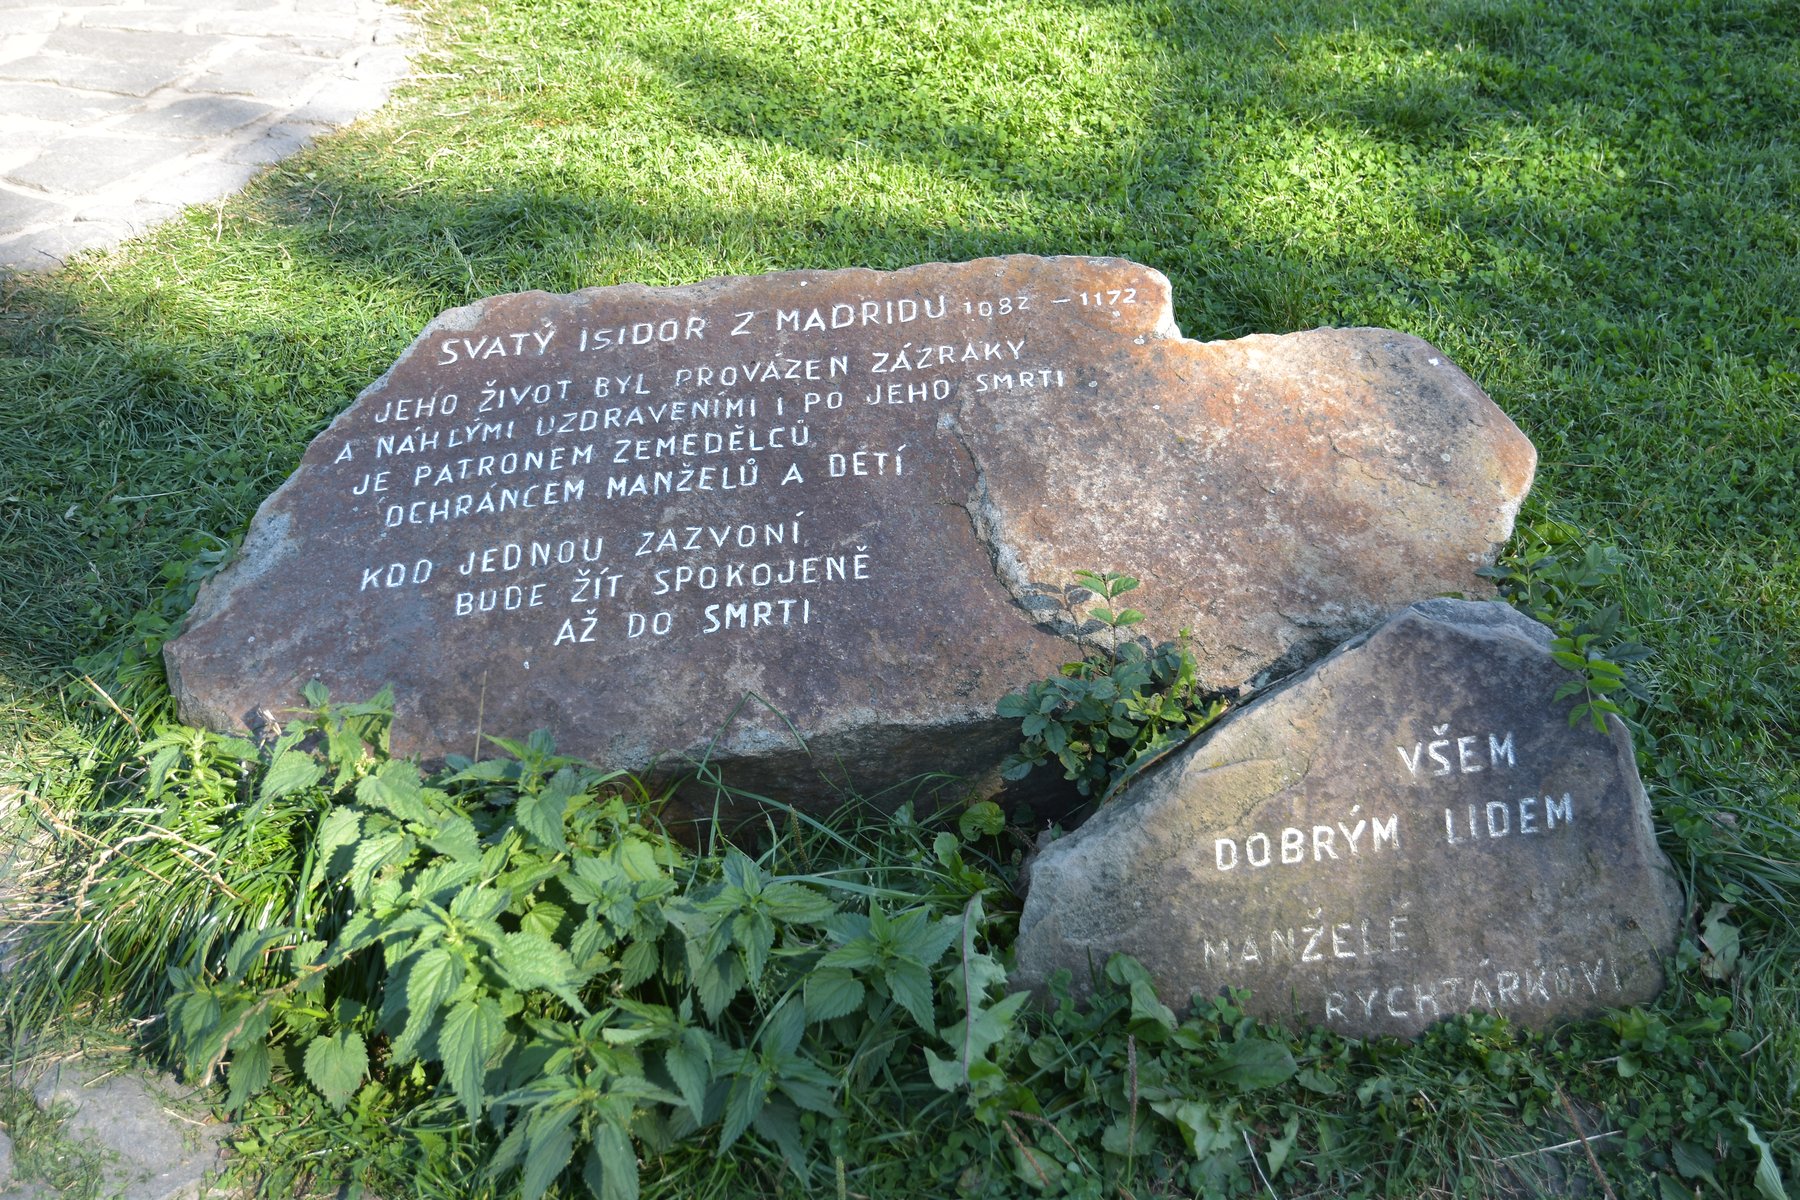 SVATÝ ISIDOR Z MADRIDU 1082 – 1172
JEHO ŽIVOT BYL PROVÁZEN ZÁZRAKY
A NÁHLÝMI UZDRAVENÍMI I PO JEHO SMRTI
JE PATRONEM ZEMEDĚLCŮ
OCHRÁNCEM MANŽELŮ A DĚTÍ
KDO JEDNOU ZAZVONÍ
BUDE ŽÍT SPOKOJENĚ
AŽ DO SMRTI
VŠEM
DOBRÝM LIDEM
MANŽELÉ
RYCHTÁRKOVI